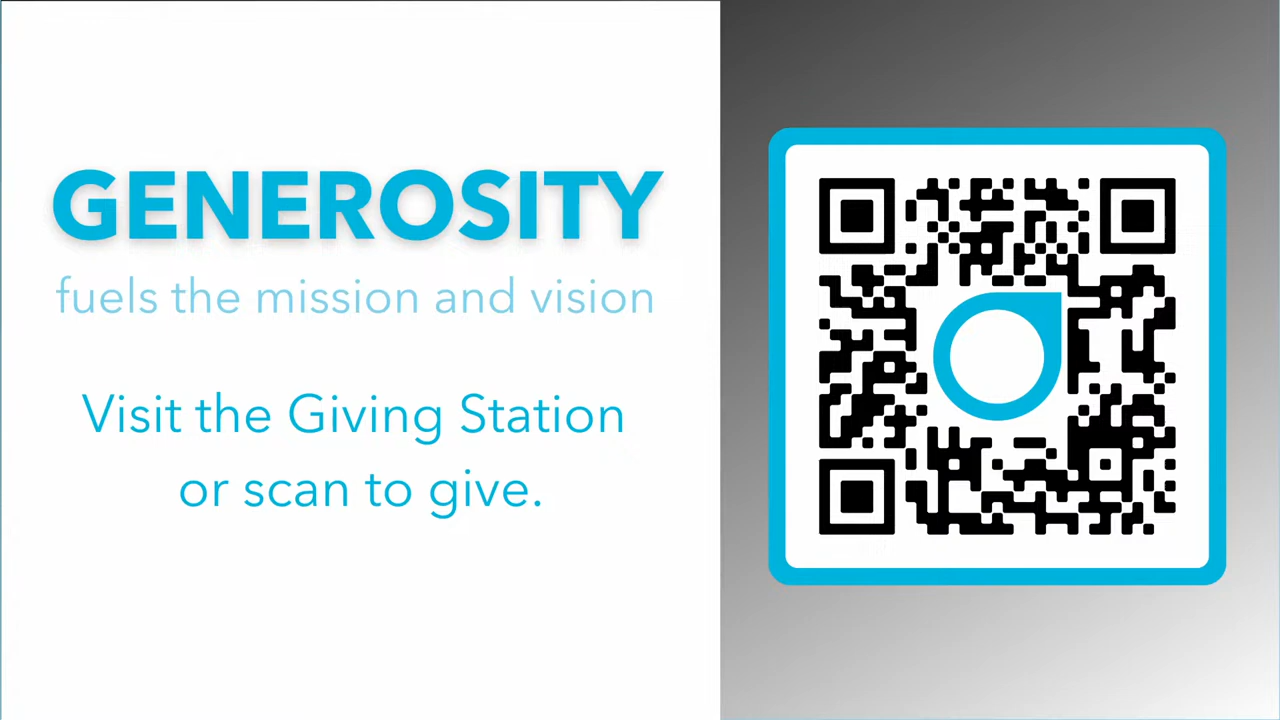 GENEROSITY
fuels the mission and vision
Visit the Giving Station
or scan to give.